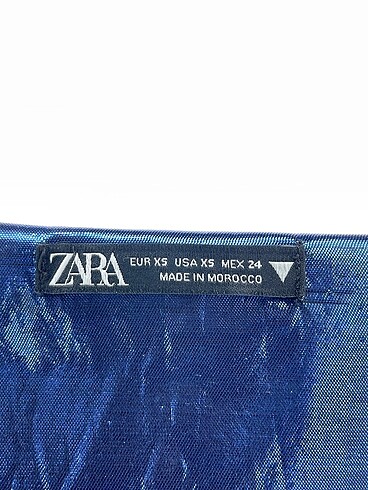 ZARA
EUR XS USA XS MEX 24
MADE IN MOROCCO